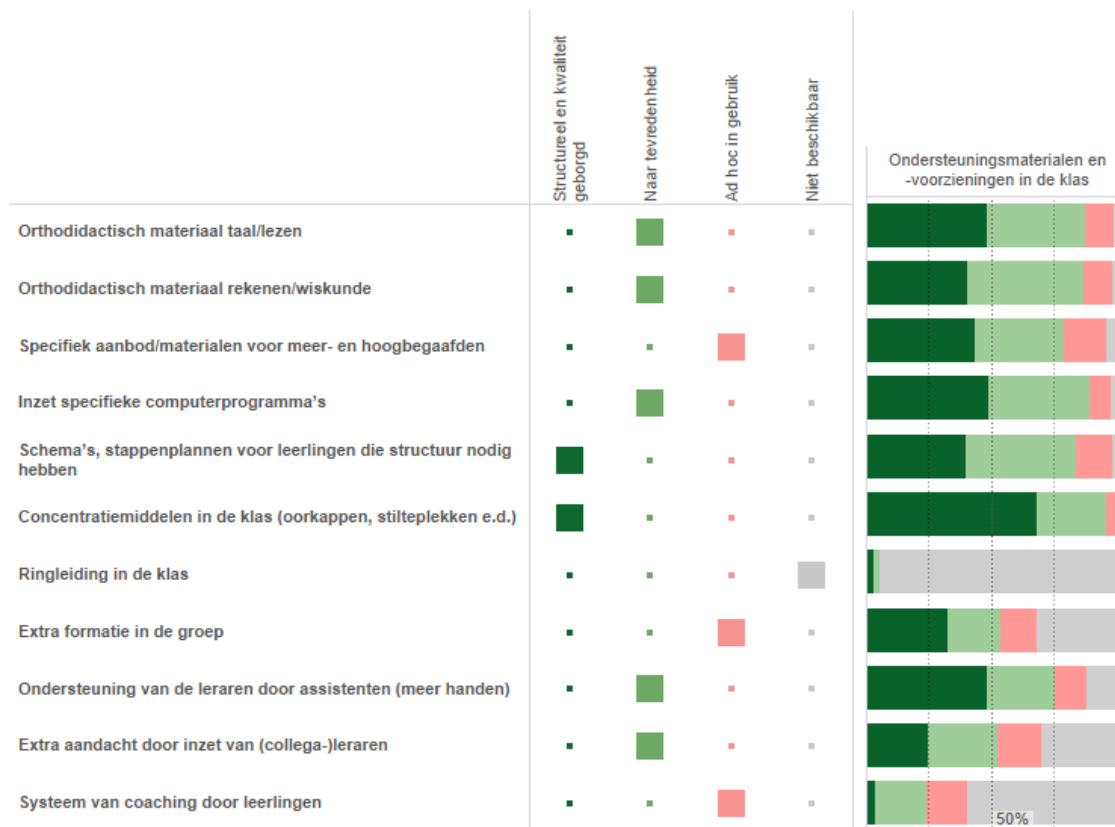 Structureel en kwaliteit
geborgd
Naar tevredenheid
Ad hoc in gebruik
Niet beschikbaar
Ondersteuningsmaterialen en
-voorzieningen in de klas
Orthodidactisch materiaal taal/lezen
Orthodidactisch materiaal rekenen/wiskunde
Specifiek aanbod/materialen voor meer- en hoogbegaafden
Inzet specifieke computerprogramma's
Schema's, stappenplannen voor leerlingen die structuur nodig
hebben
Concentratiemiddelen in de klas (oorkappen, stilteplekken e.d.)
Ringleiding in de klas
Extra formatie in de groep
Ondersteuning van de leraren door assistenten (meer handen)
Extra aandacht door inzet van (collega-)leraren
Systeem van coaching door leerlingen
50%